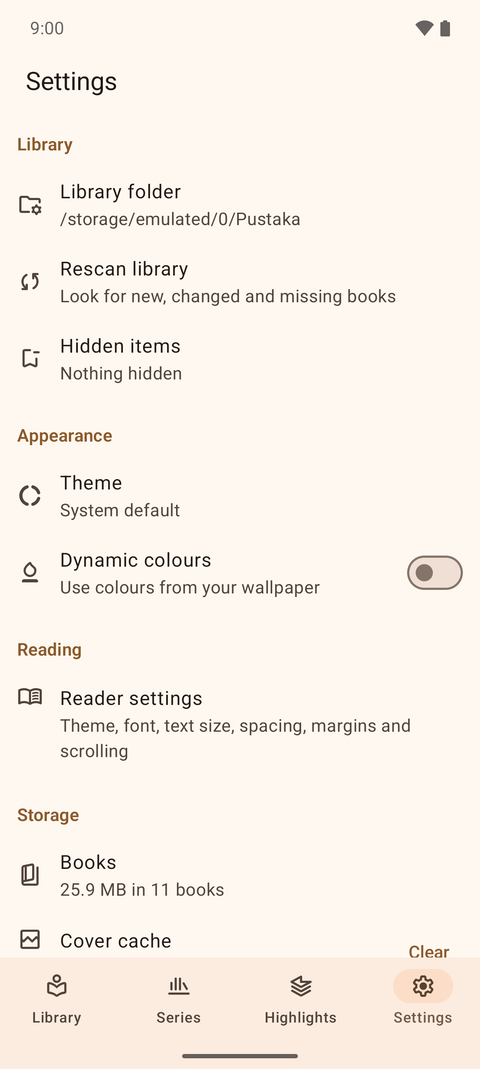 9:00
Settings
Library
Library folder
/storage/emulated/0/Pustaka
Rescan library
Look for new, changed and missing books
Hidden items
Nothing hidden
Appearance
Theme
System default
Dynamic colours
Use colours from your wallpaper
Reading
Reader settings
Theme, font, text size, spacing, margins and
scrolling
Storage
Books
25.9 MB in 11 books
Cover cache
Clear
Library
Series
Highlights
Settings